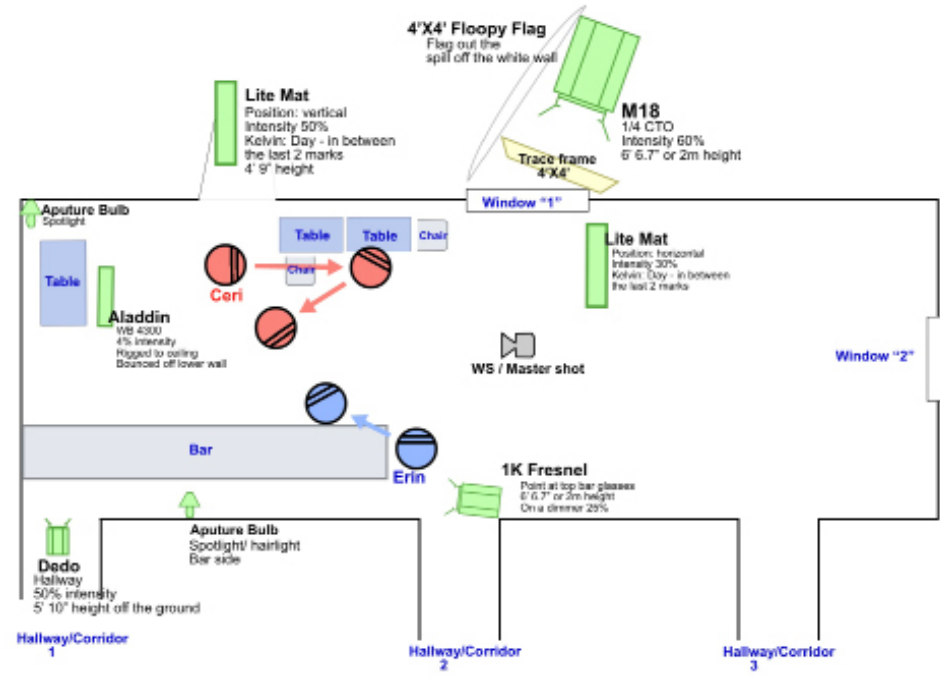 4'X4' Floopy Flag
Flag out the
spill off the white wall
Lite Mat
Position: vertical
Intensity 50%
Kelvin: Day - in between
the last 2 marks
4' 9" height
M18
1/4 CTO
Intensity 60%
6' 6.7" or 2m height
Trace frame
4'X4'
Window "1"
Aputure Bulb
Spotlight
Table
Table
Chair
Lite Mat
Position: horizontal
Intensity 30%
Kelvin: Day - in between
the last 2 marks
Table
Chair
Ceri
Aladdin
WB 4300
4% intensity
Rigged to ceiling
Bounced off lower wall
WS / Master shot
Window "2"
Bar
Erin
1K Fresnel
Point at top bar glasses
6' 6.7" or 2m height
On a dimmer 25%
Aputure Bulb
Spotlight/ hairlight
Bar side
Dedo
Hallway
50% intensity
5' 10" height off the ground
Hallway/Corridor
1
Hallway/Corridor
2
Hallway/Corridor
3